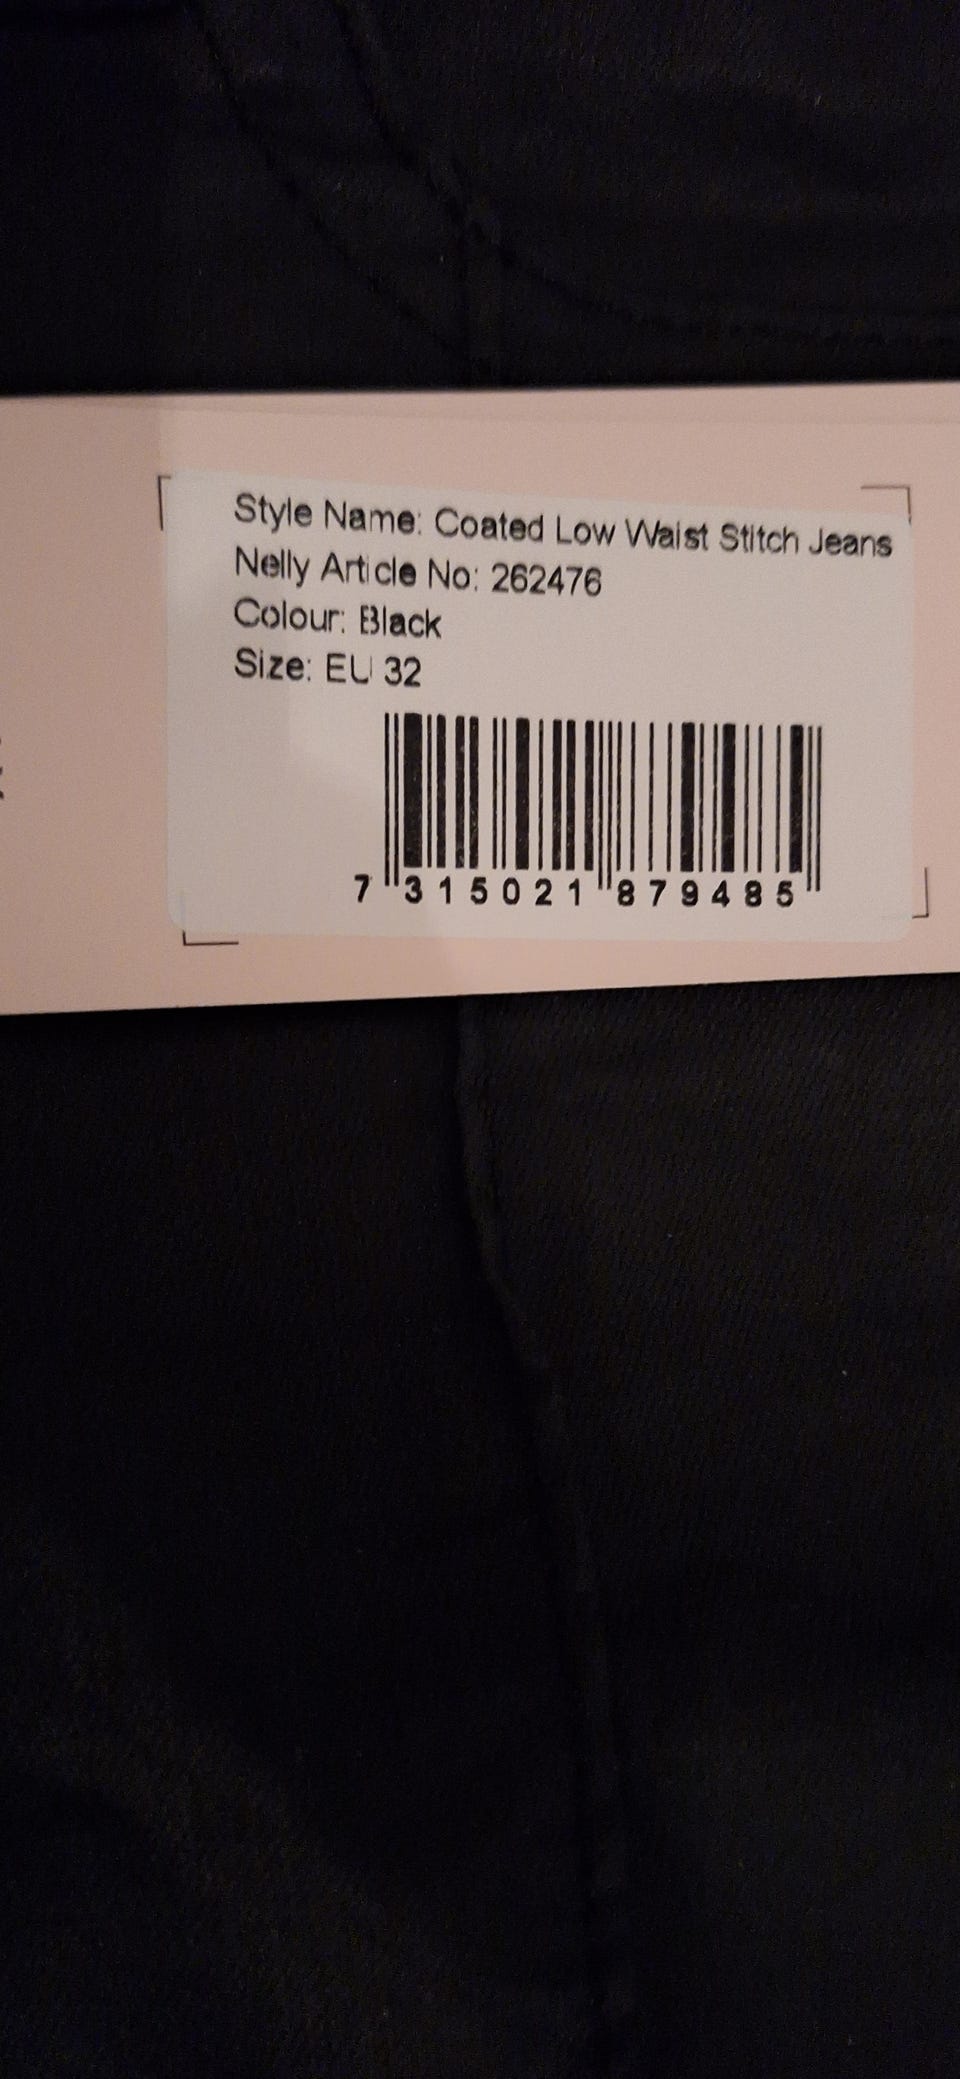 Style Name: Coated Low Waist Stitch Jeans
Nelly Article No: 262476
Colour: Black
Size: EU 32
7 315021 879485